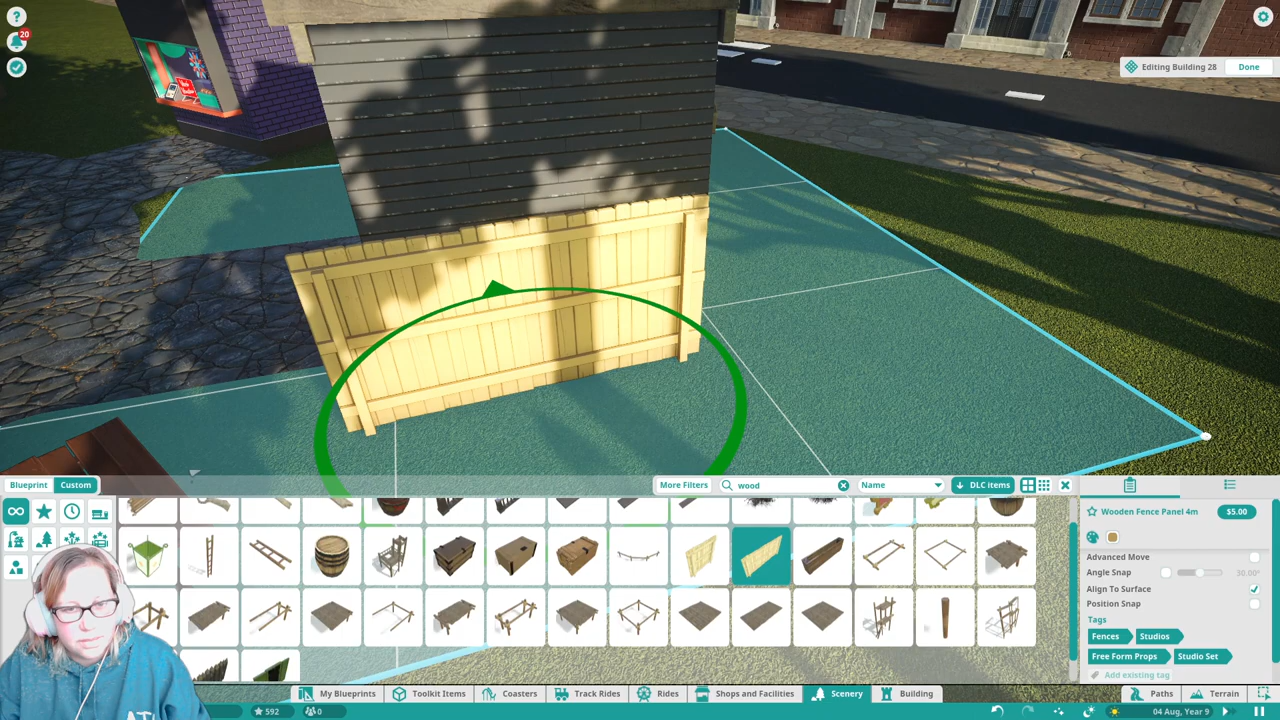 ?
20
Editing Building 28
Done
Blueprint
Custom
More Filters
wood
Name
DLC items
Wooden Fence Panel 4m
$5.00
Advanced Move
Angle Snap
30.00°
Align To Surface
Position Snap
Tags
Fences
Studios
Free Form Props
Studio Set
Add existing tag
My Blueprints
Toolkit Items
Coasters
Track Rides
Rides
Shops and Facilities
Scenery
Building
Paths
Terrain
592
0
04 Aug, Year 9